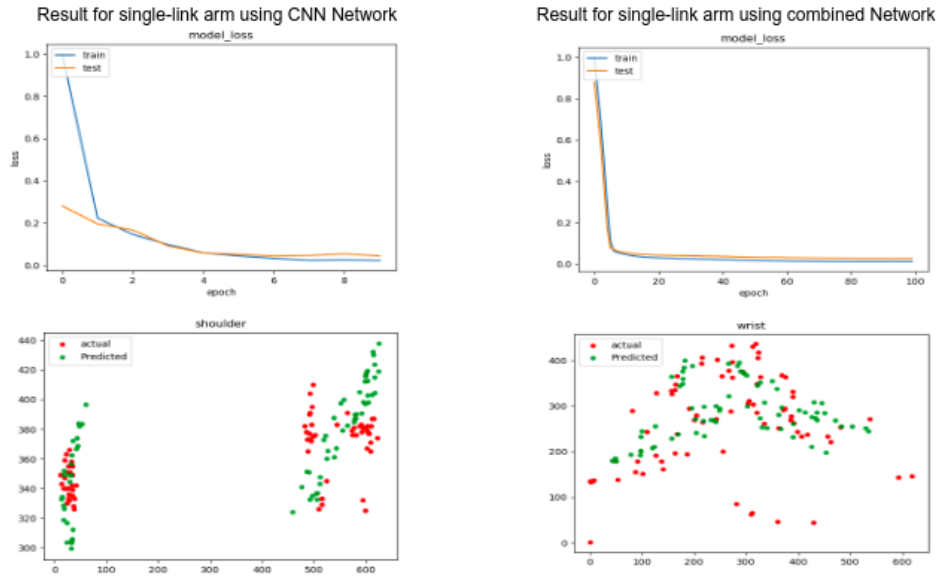 Result for single-link arm using CNN Network
model_loss
train
test
1.0
0.8
0.6
0.4
0.2
0.0
loss
0 2 4 6 8
epoch
shoulder
actual
Predicted
440
420
400
380
360
340
320
300
0 100 200 300 400 500 600
Result for single-link arm using combined Network
model_loss
train
test
1.0
0.8
0.6
0.4
0.2
0.0
loss
0 20 40 60 80 100
epoch
wrist
actual
Predicted
400
300
200
100
0
0 100 200 300 400 500 600